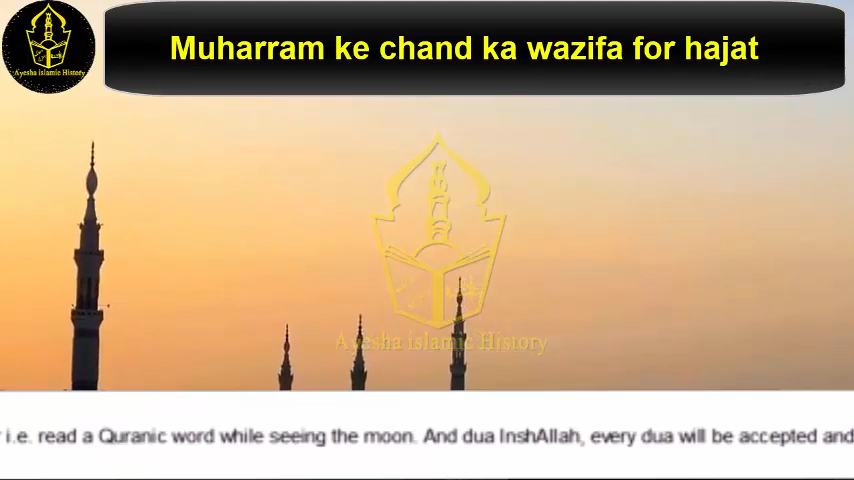 Muharram ke chand ka wazifa for hajat
Ayesha islamic History
Ayesha islamic History
i.e. read a Quranic word while seeing the moon. And dua InshAllah, every dua will be accepted and